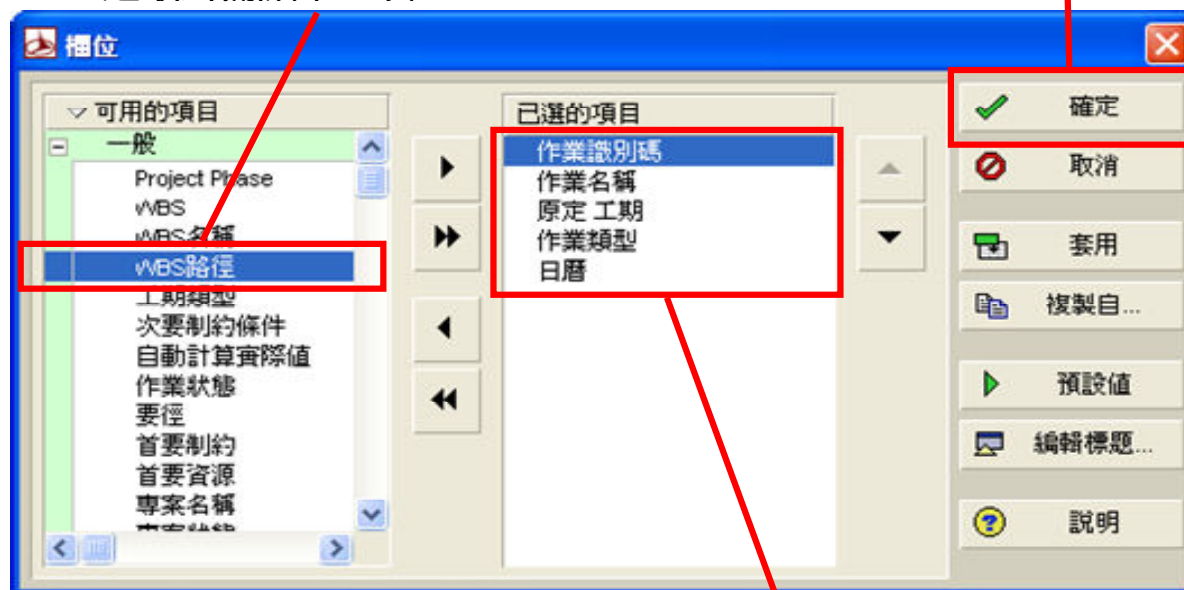 欄位
可用的項目
一般
Project Phase
WBS
WBS名稱
WBS路徑
工期類型
次要制約條件
自動計算實際值
作業狀態
要徑
首要制約
首要資源
專案名稱
已選的項目
作業識別碼
作業名稱
原定 工期
作業類型
日曆
確定
取消
套用
複製自...
預設值
編輯標題...
說明